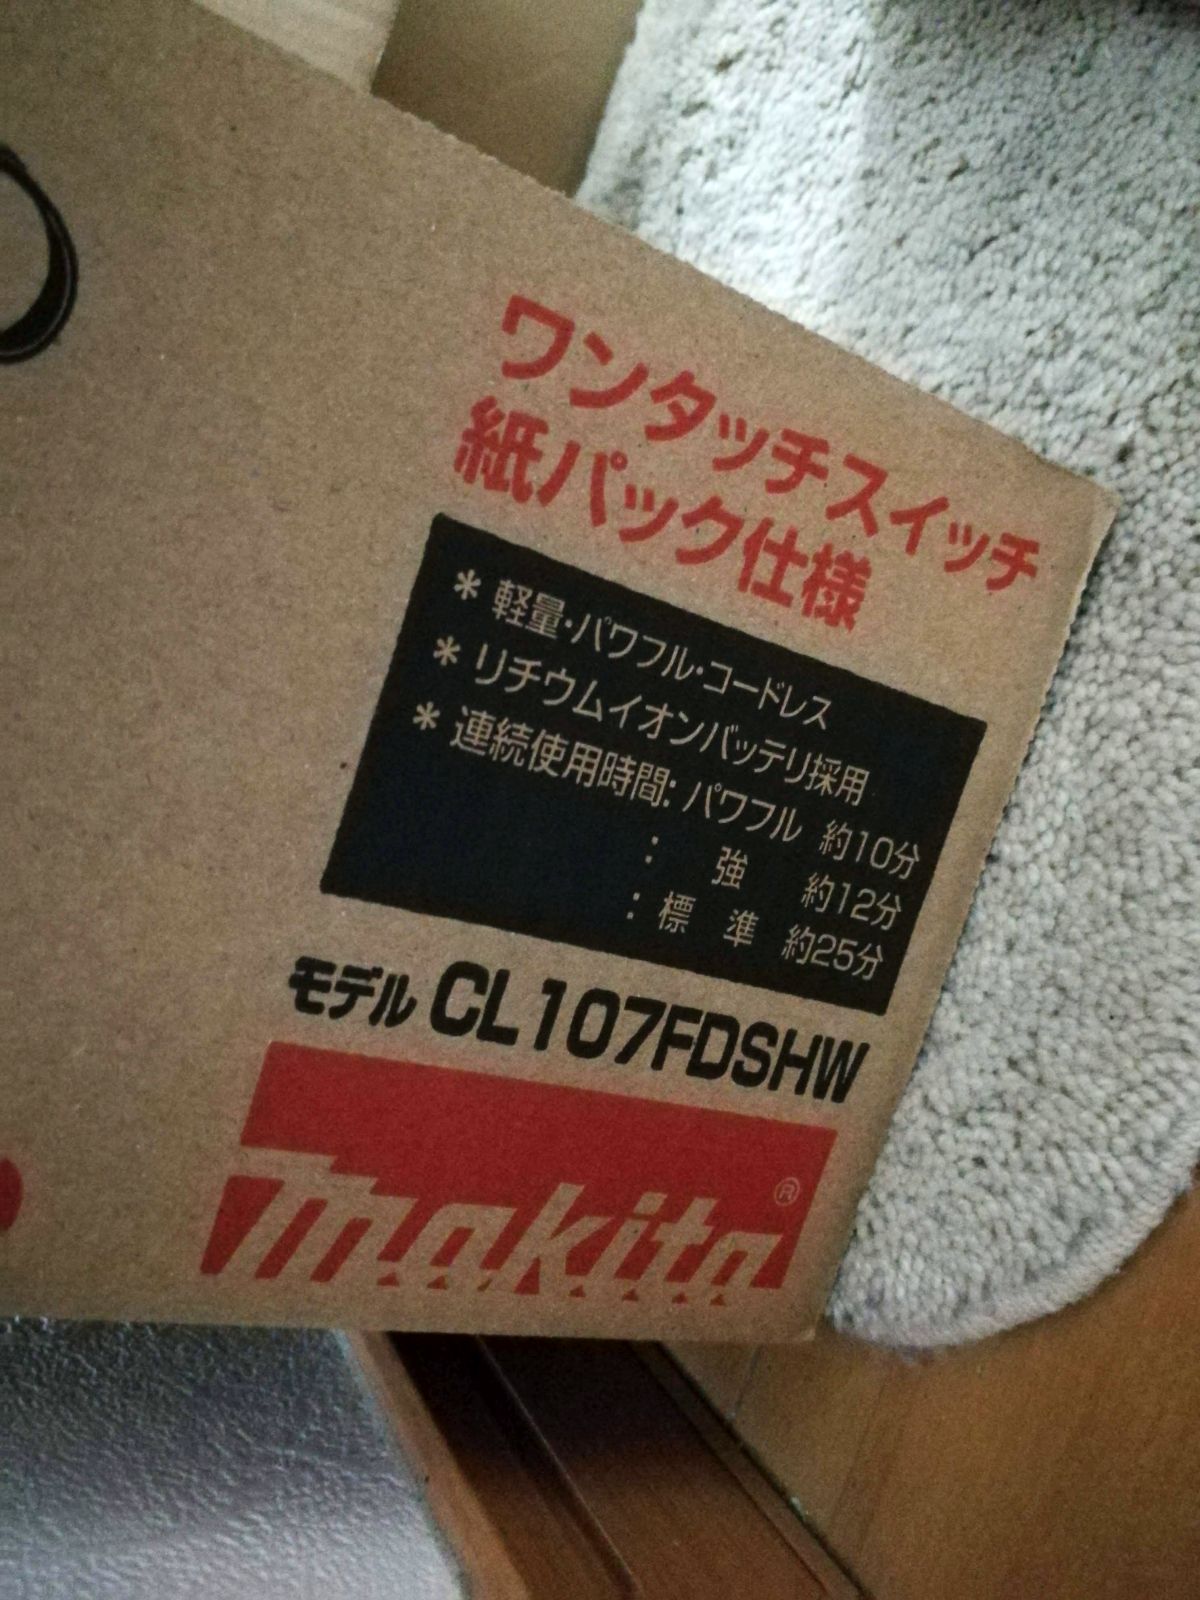 ワンタッチスイッチ
紙パック仕様
* 軽量・パワフル・コードレス
* リチウムイオンバッテリ採用
* 連続使用時間: パワフル 約10分
: 強 約12分
: 標 準 約25分
モデル CL107FDSHW
makita®